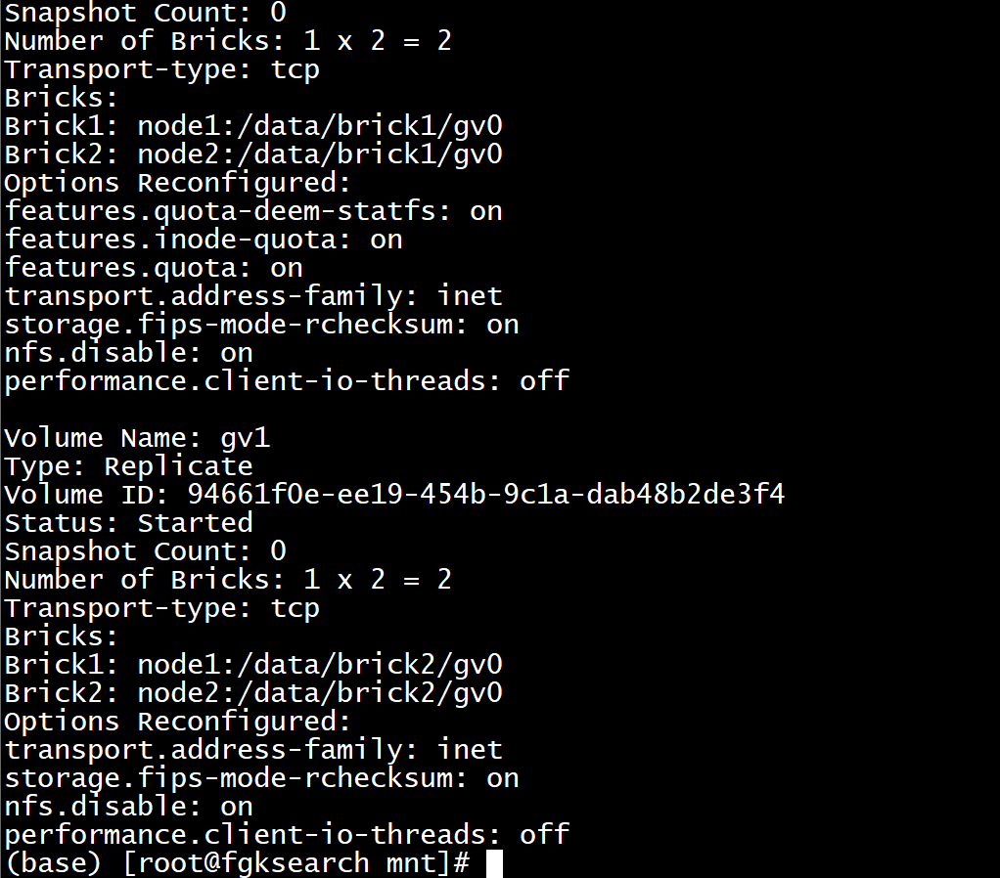 Snapshot Count: 0
Number of Bricks: 1 x 2 = 2
Transport-type: tcp
Bricks:
Brick1: node1:/data/brick1/gv0
Brick2: node2:/data/brick1/gv0
Options Reconfigured:
features.quota-deem-statfs: on
features.inode-quota: on
features.quota: on
transport.address-family: inet
storage.fips-mode-rchecksum: on
nfs.disable: on
performance.client-io-threads: off

Volume Name: gv1
Type: Replicate
Volume ID: 94661f0e-ee19-454b-9c1a-dab48b2de3f4
Status: Started
Snapshot Count: 0
Number of Bricks: 1 x 2 = 2
Transport-type: tcp
Bricks:
Brick1: node1:/data/brick2/gv0
Brick2: node2:/data/brick2/gv0
Options Reconfigured:
transport.address-family: inet
storage.fips-mode-rchecksum: on
nfs.disable: on
performance.client-io-threads: off
(base) [root@fgksearch mnt]#